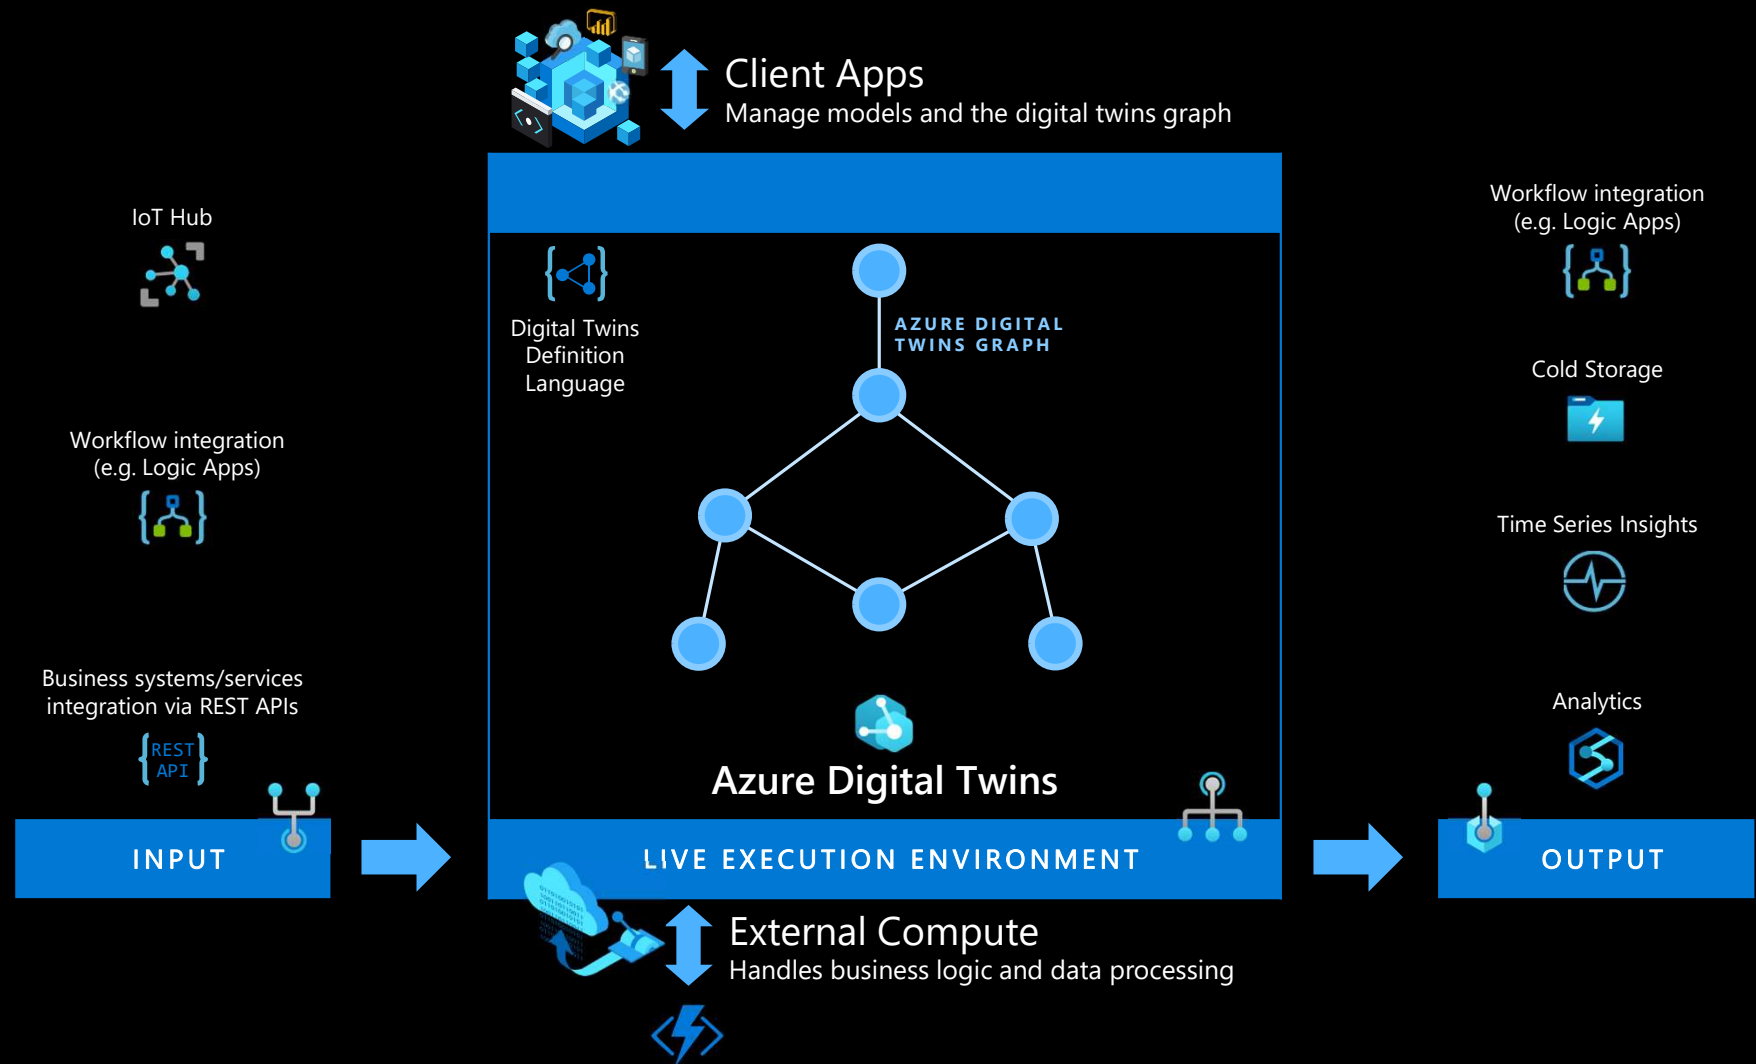 Client Apps
Manage models and the digital twins graph
IoT Hub
Workflow integration
(e.g. Logic Apps)
Business systems/services
integration via REST APIs
REST
API
INPUT
Digital Twins
Definition
Language
AZURE DIGITAL
TWINS GRAPH
Azure Digital Twins
LIVE EXECUTION ENVIRONMENT
External Compute
Handles business logic and data processing
Workflow integration
(e.g. Logic Apps)
Cold Storage
Time Series Insights
Analytics
OUTPUT